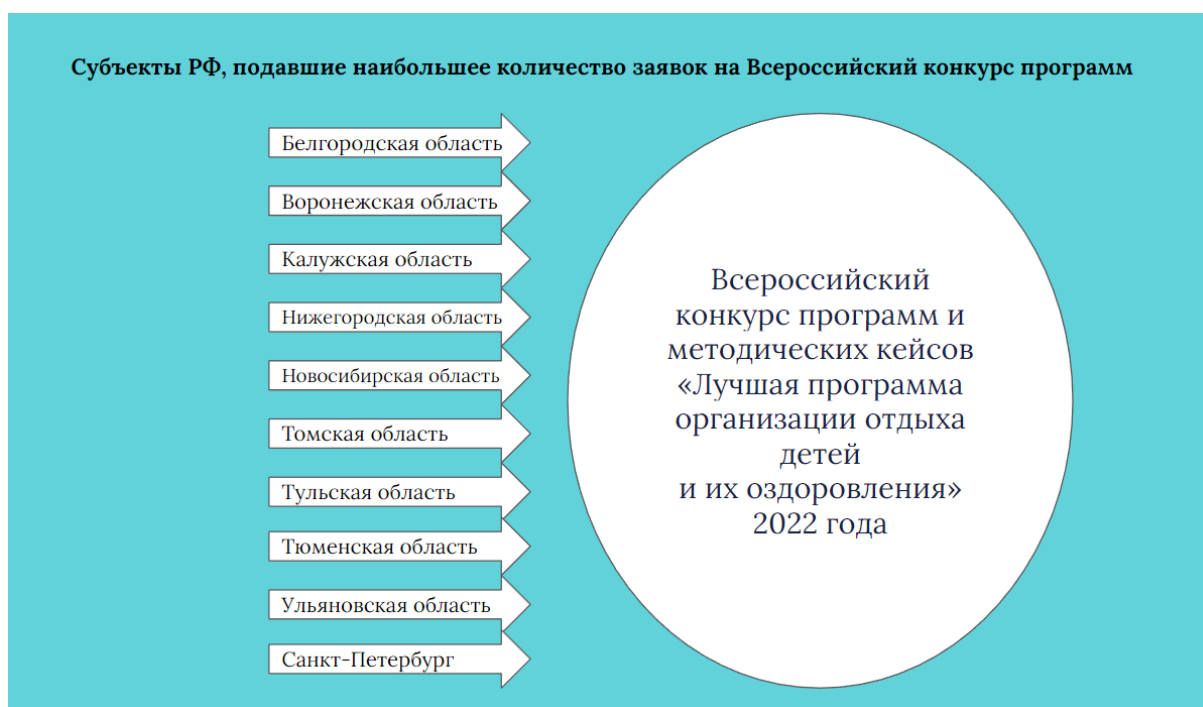 Субъекты РФ, подавшие наибольшее количество заявок на Всероссийский конкурс программ
Белгородская область
Воронежская область
Калужская область
Нижегородская область
Новосибирская область
Томская область
Тульская область
Тюменская область
Ульяновская область
Санкт-Петербург
Всероссийский
конкурс программ и
методических кейсов
«Лучшая программа
организации отдыха
детей
и их оздоровления»
2022 года